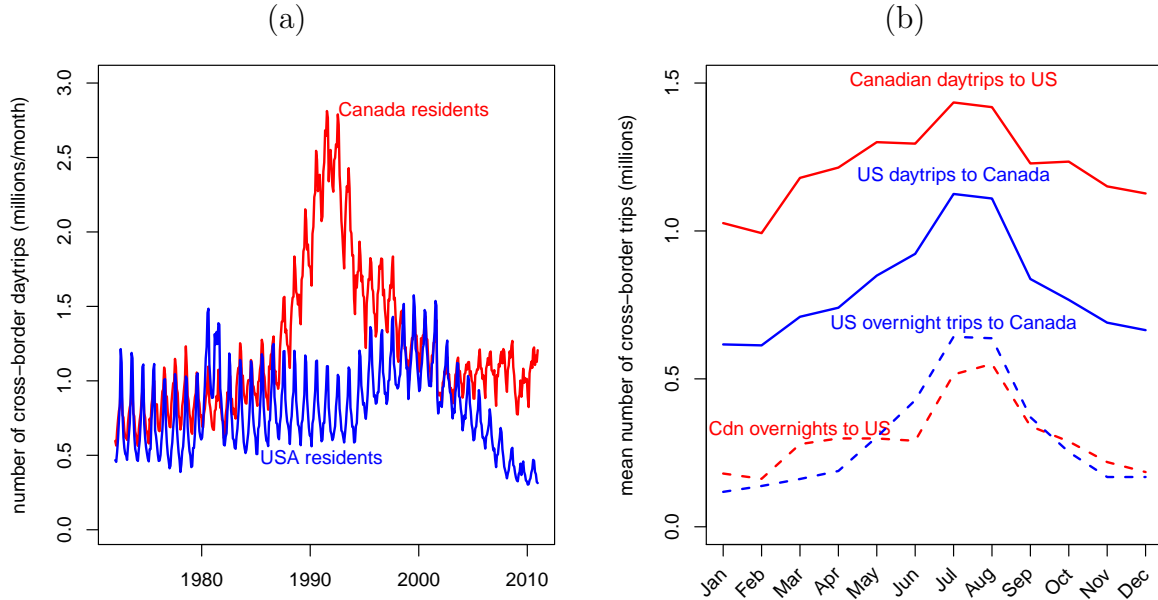 (a)
number of cross−border daytrips (millions/month)
0.0
0.5
1.0
1.5
2.0
2.5
3.0
Canada residents
USA residents
1980
1990
2000
2010
(b)
mean number of cross−border trips (millions)
0.0
0.5
1.0
1.5
Canadian daytrips to US
US daytrips to Canada
US overnight trips to Canada
Cdn overnights to US
Jan
Feb
Mar
Apr
May
Jun
Jul
Aug
Sep
Oct
Nov
Dec